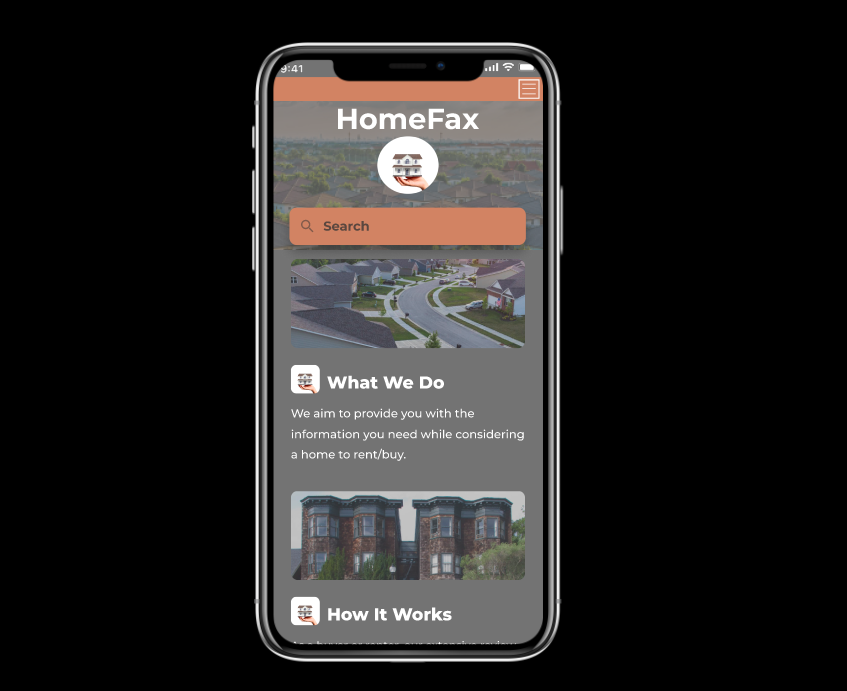 9:41
HomeFax
Search
What We Do
We aim to provide you with the
information you need while considering
a home to rent/buy.
How It Works